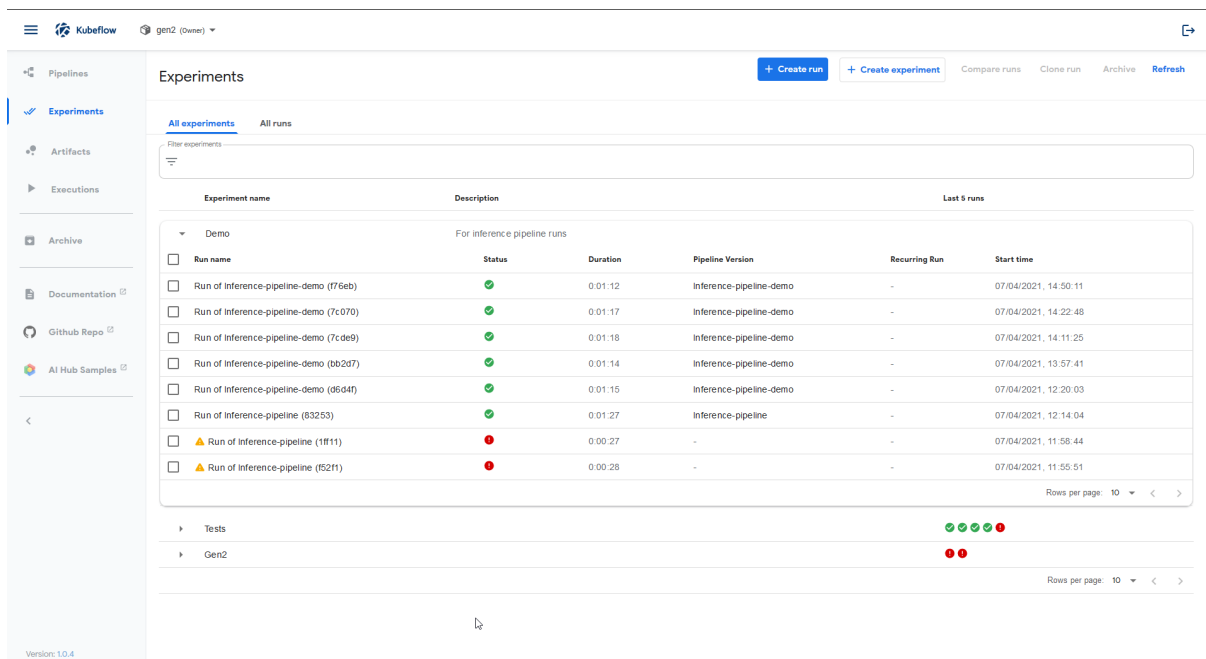 Kubeflow gen2 (Owner)
Pipelines
Experiments
Artifacts
Executions
Archive
Documentation
Github Repo
AI Hub Samples
Version: 1.0.4
Experiments
+ Create run + Create experiment Compare runs Clone run Archive Refresh
All experiments All runs
Filter experiments
Experiment name Description Last 5 runs
Demo For inference pipeline runs
Run name Status Duration Pipeline Version Recurring Run Start time
Run of Inference-pipeline-demo (f76eb) 0:01:12 Inference-pipeline-demo - 07/04/2021, 14:50:11
Run of Inference-pipeline-demo (7c070) 0:01:17 Inference-pipeline-demo - 07/04/2021, 14:22:48
Run of Inference-pipeline-demo (7cde9) 0:01:18 Inference-pipeline-demo - 07/04/2021, 14:11:25
Run of Inference-pipeline-demo (bb2d7) 0:01:14 Inference-pipeline-demo - 07/04/2021, 13:57:41
Run of Inference-pipeline-demo (d6d4f) 0:01:15 Inference-pipeline-demo - 07/04/2021, 12:20:03
Run of Inference-pipeline (83253) 0:01:27 Inference-pipeline - 07/04/2021, 12:14:04
Run of Inference-pipeline (1ff11) 0:00:27 - - 07/04/2021, 11:58:44
Run of Inference-pipeline (f52f1) 0:00:28 - - 07/04/2021, 11:55:51
Rows per page: 10
Tests
Gen2
Rows per page: 10